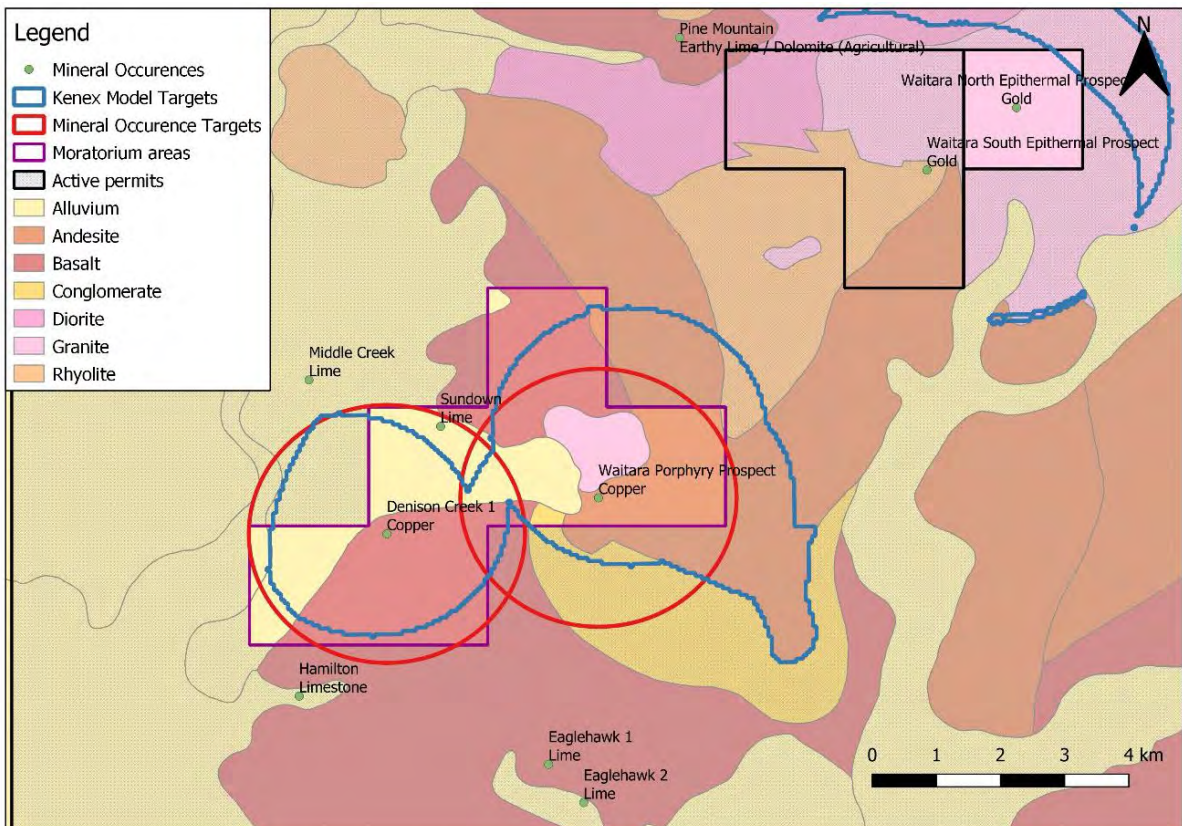 Legend
Mineral Occurences
Kenex Model Targets
Mineral Occurence Targets
Moratorium areas
Active permits
Alluvium
Andesite
Basalt
Conglomerate
Diorite
Granite
Rhyolite
Pine Mountain
Earthy Lime / Dolomite (Agricultural)
N
Waitara North Epithermal Prospect
Gold
Waitara South Epithermal Prospect
Gold
Middle Creek
Lime
Sundown
Lime
Waitara Porphyry Prospect
Copper
Denison Creek 1
Copper
Hamilton
Limestone
Eaglehawk 1
Lime
Eaglehawk 2
Lime
0 1 2 3 4 km